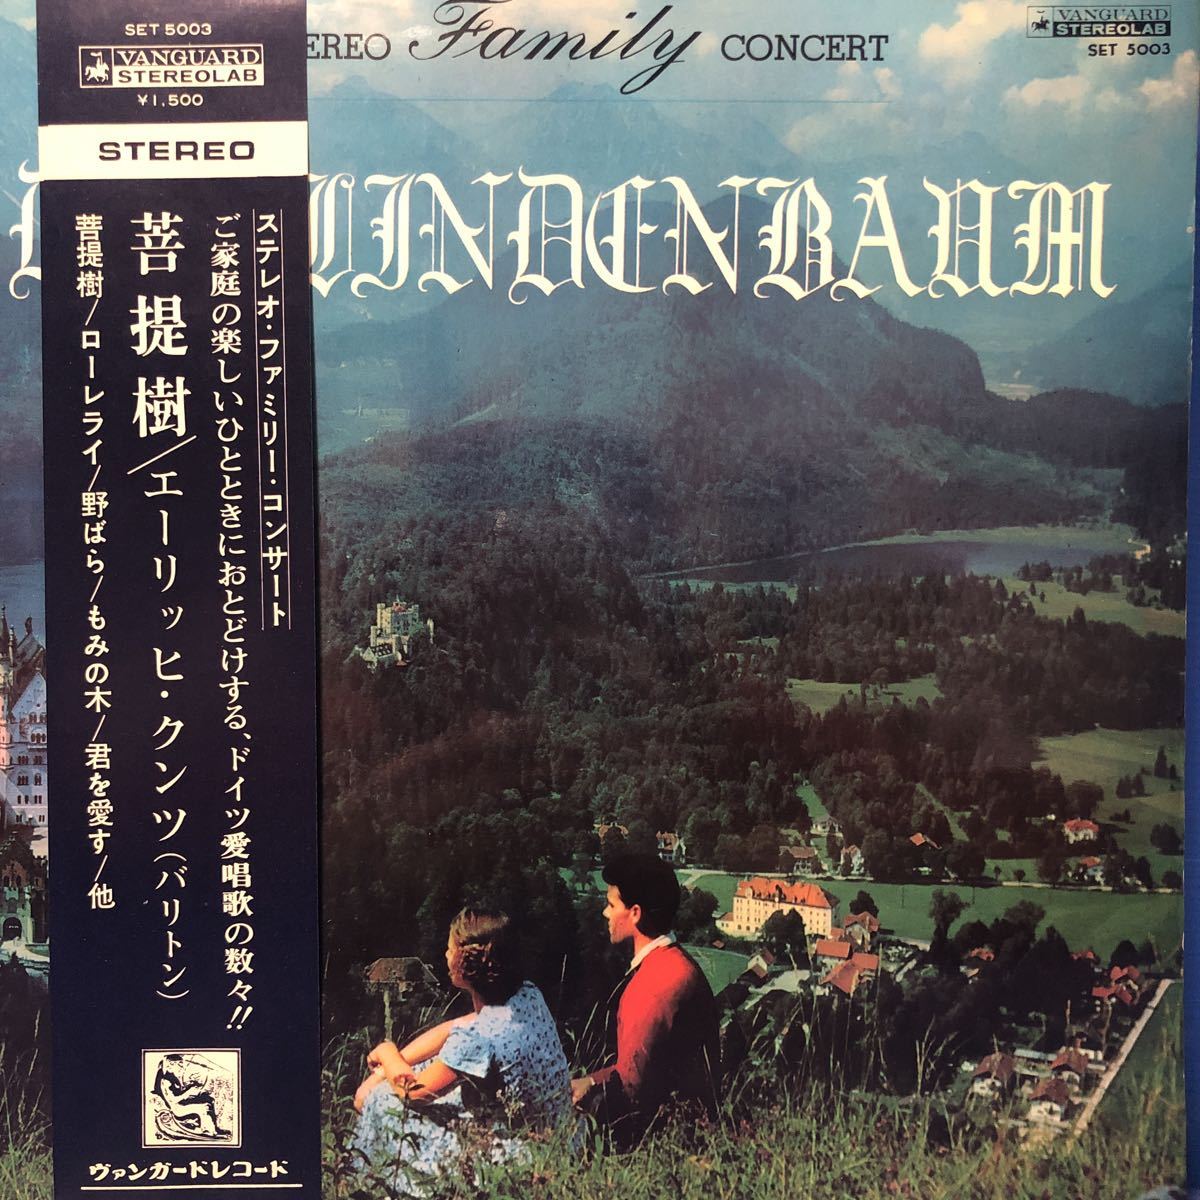 SET 5003
VANGUARD
STEREOLAB
¥1,500
STEREO
ステレオ・ファミリー・コンサート
ご家庭の楽しいひとときにおとどけする、ドイツ愛唱歌の数々!!
菩提樹/エーリッヒ・クンツ(バリトン)
菩提樹/ローレライ/野ばら/もみの木/君を愛す/他
ヴァンガードレコード
EREO Family CONCERT
VANGUARD
STEREOLAB
SET 5003
LINDENBAUM